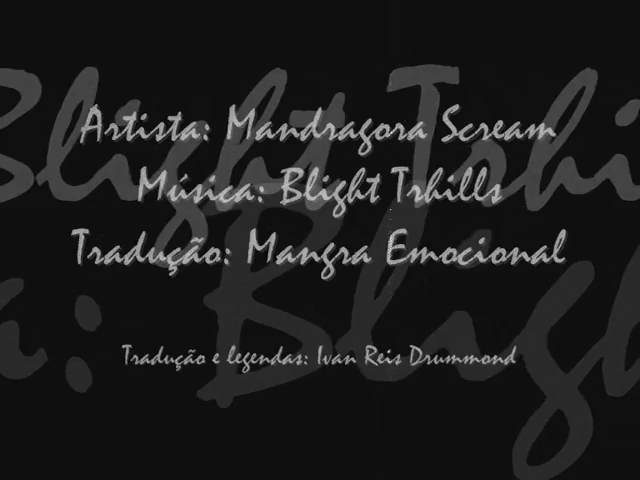 Artista: Mandragora Scream
Música: Blight Trhills
Tradução: Mangra Emocional
Tradução e legendas: Ivan Reis Drummond